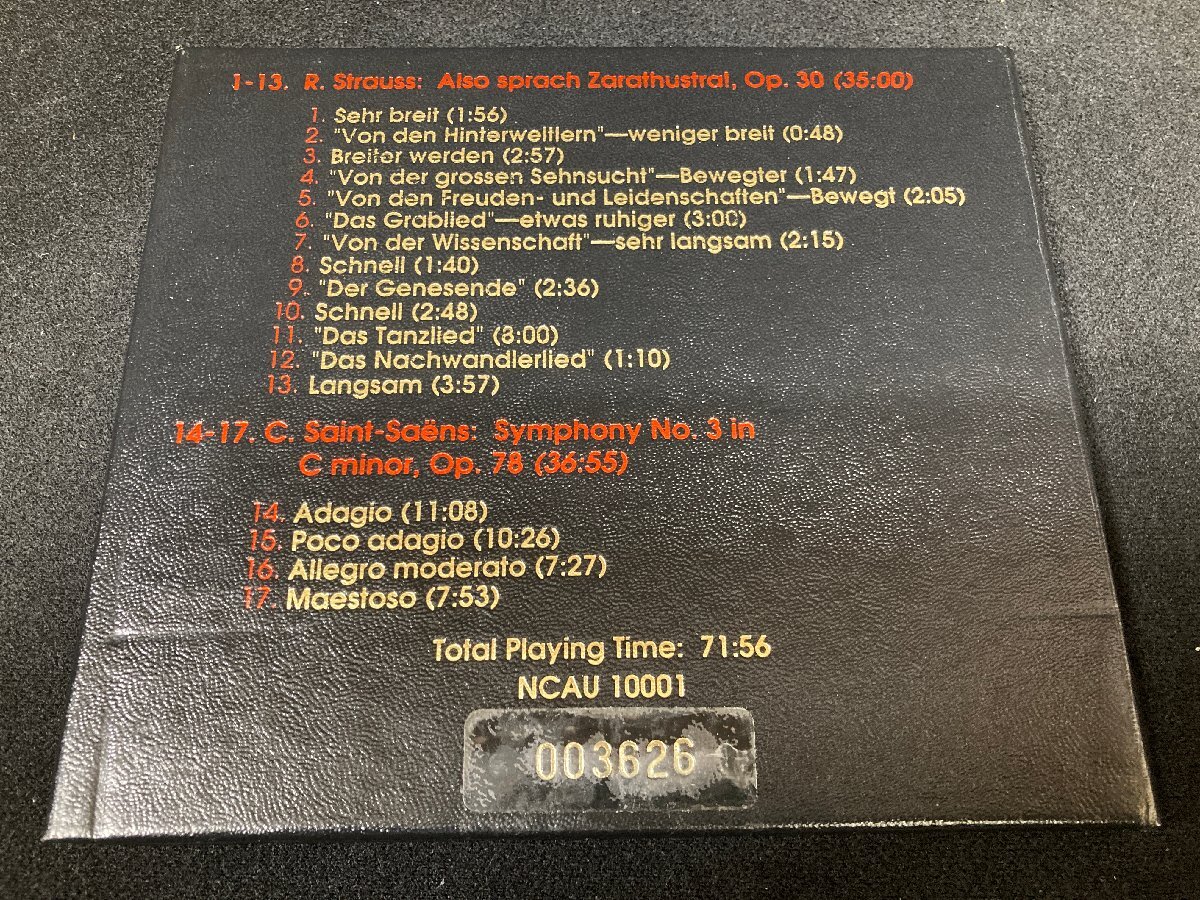 1-13. R. Strauss: Also sprach Zarathustra!, Op. 30 (35:00)
1. Sehr breit (1:56)
2. "Von den Hinterweltlern"—weniger breit (0:48)
3. Breiter werden (2:57)
4. "Von der grossen Sehnsucht"—Bewegter (1:47)
5. "Von den Freuden- und Leidenschaften"—Bewegt (2:05)
6. "Das Grablied"—etwas ruhiger (3:00)
7. "Von der Wissenschaft"—sehr langsam (2:15)
8. Schnell (1:40)
9. "Der Genesende" (2:36)
10. Schnell (2:48)
11. "Das Tanzlied" (8:00)
12. "Das Nachwandlerlied" (1:10)
13. Langsam (3:57)
14-17. C. Saint-Saëns: Symphony No. 3 in
C minor, Op. 78 (36:55)
14. Adagio (11:08)
15. Poco adagio (10:26)
16. Allegro moderato (7:27)
17. Maestoso (7:53)
Total Playing Time: 71:56
NCAU 10001
003626